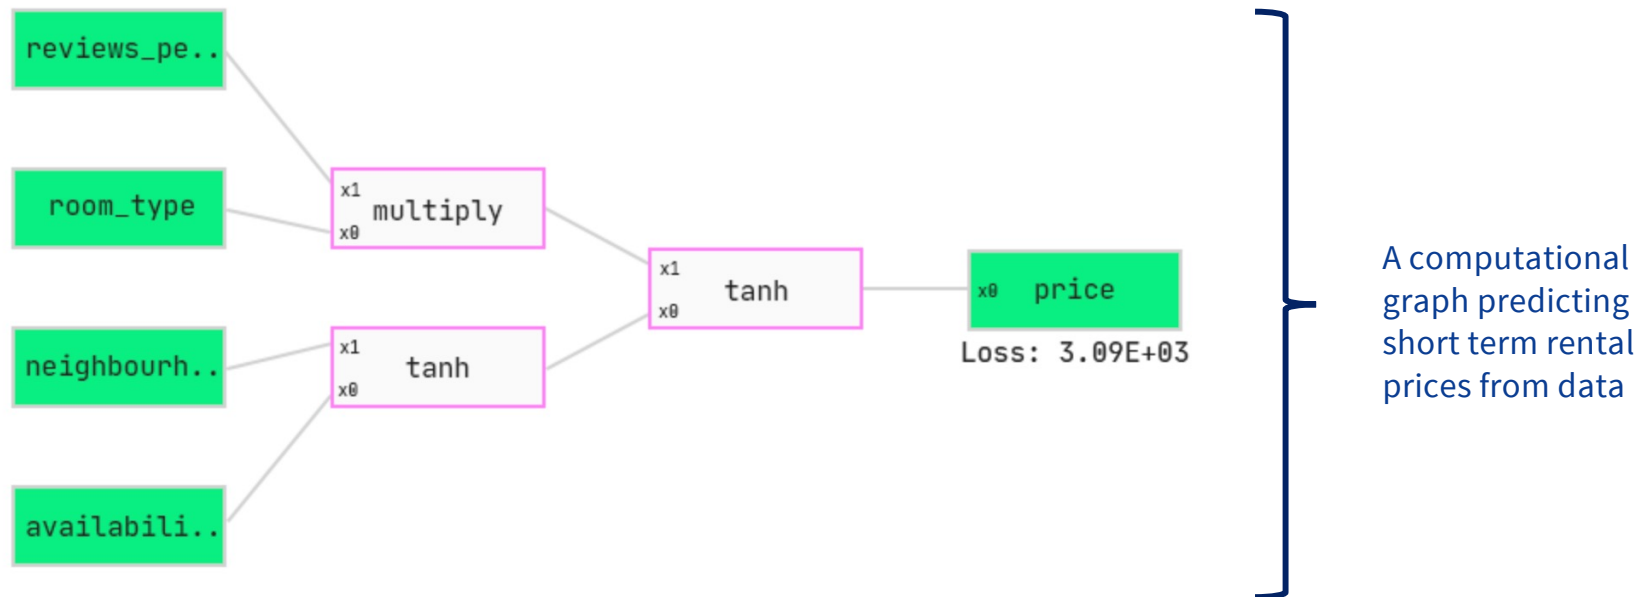 reviews_pe..
room_type
x1
multiply
x0
neighbourh..
x1
tanh
x0
availabili..
x1
tanh
x0
x0 price
Loss: 3.09E+03
A computational
graph predicting
short term rental
prices from data